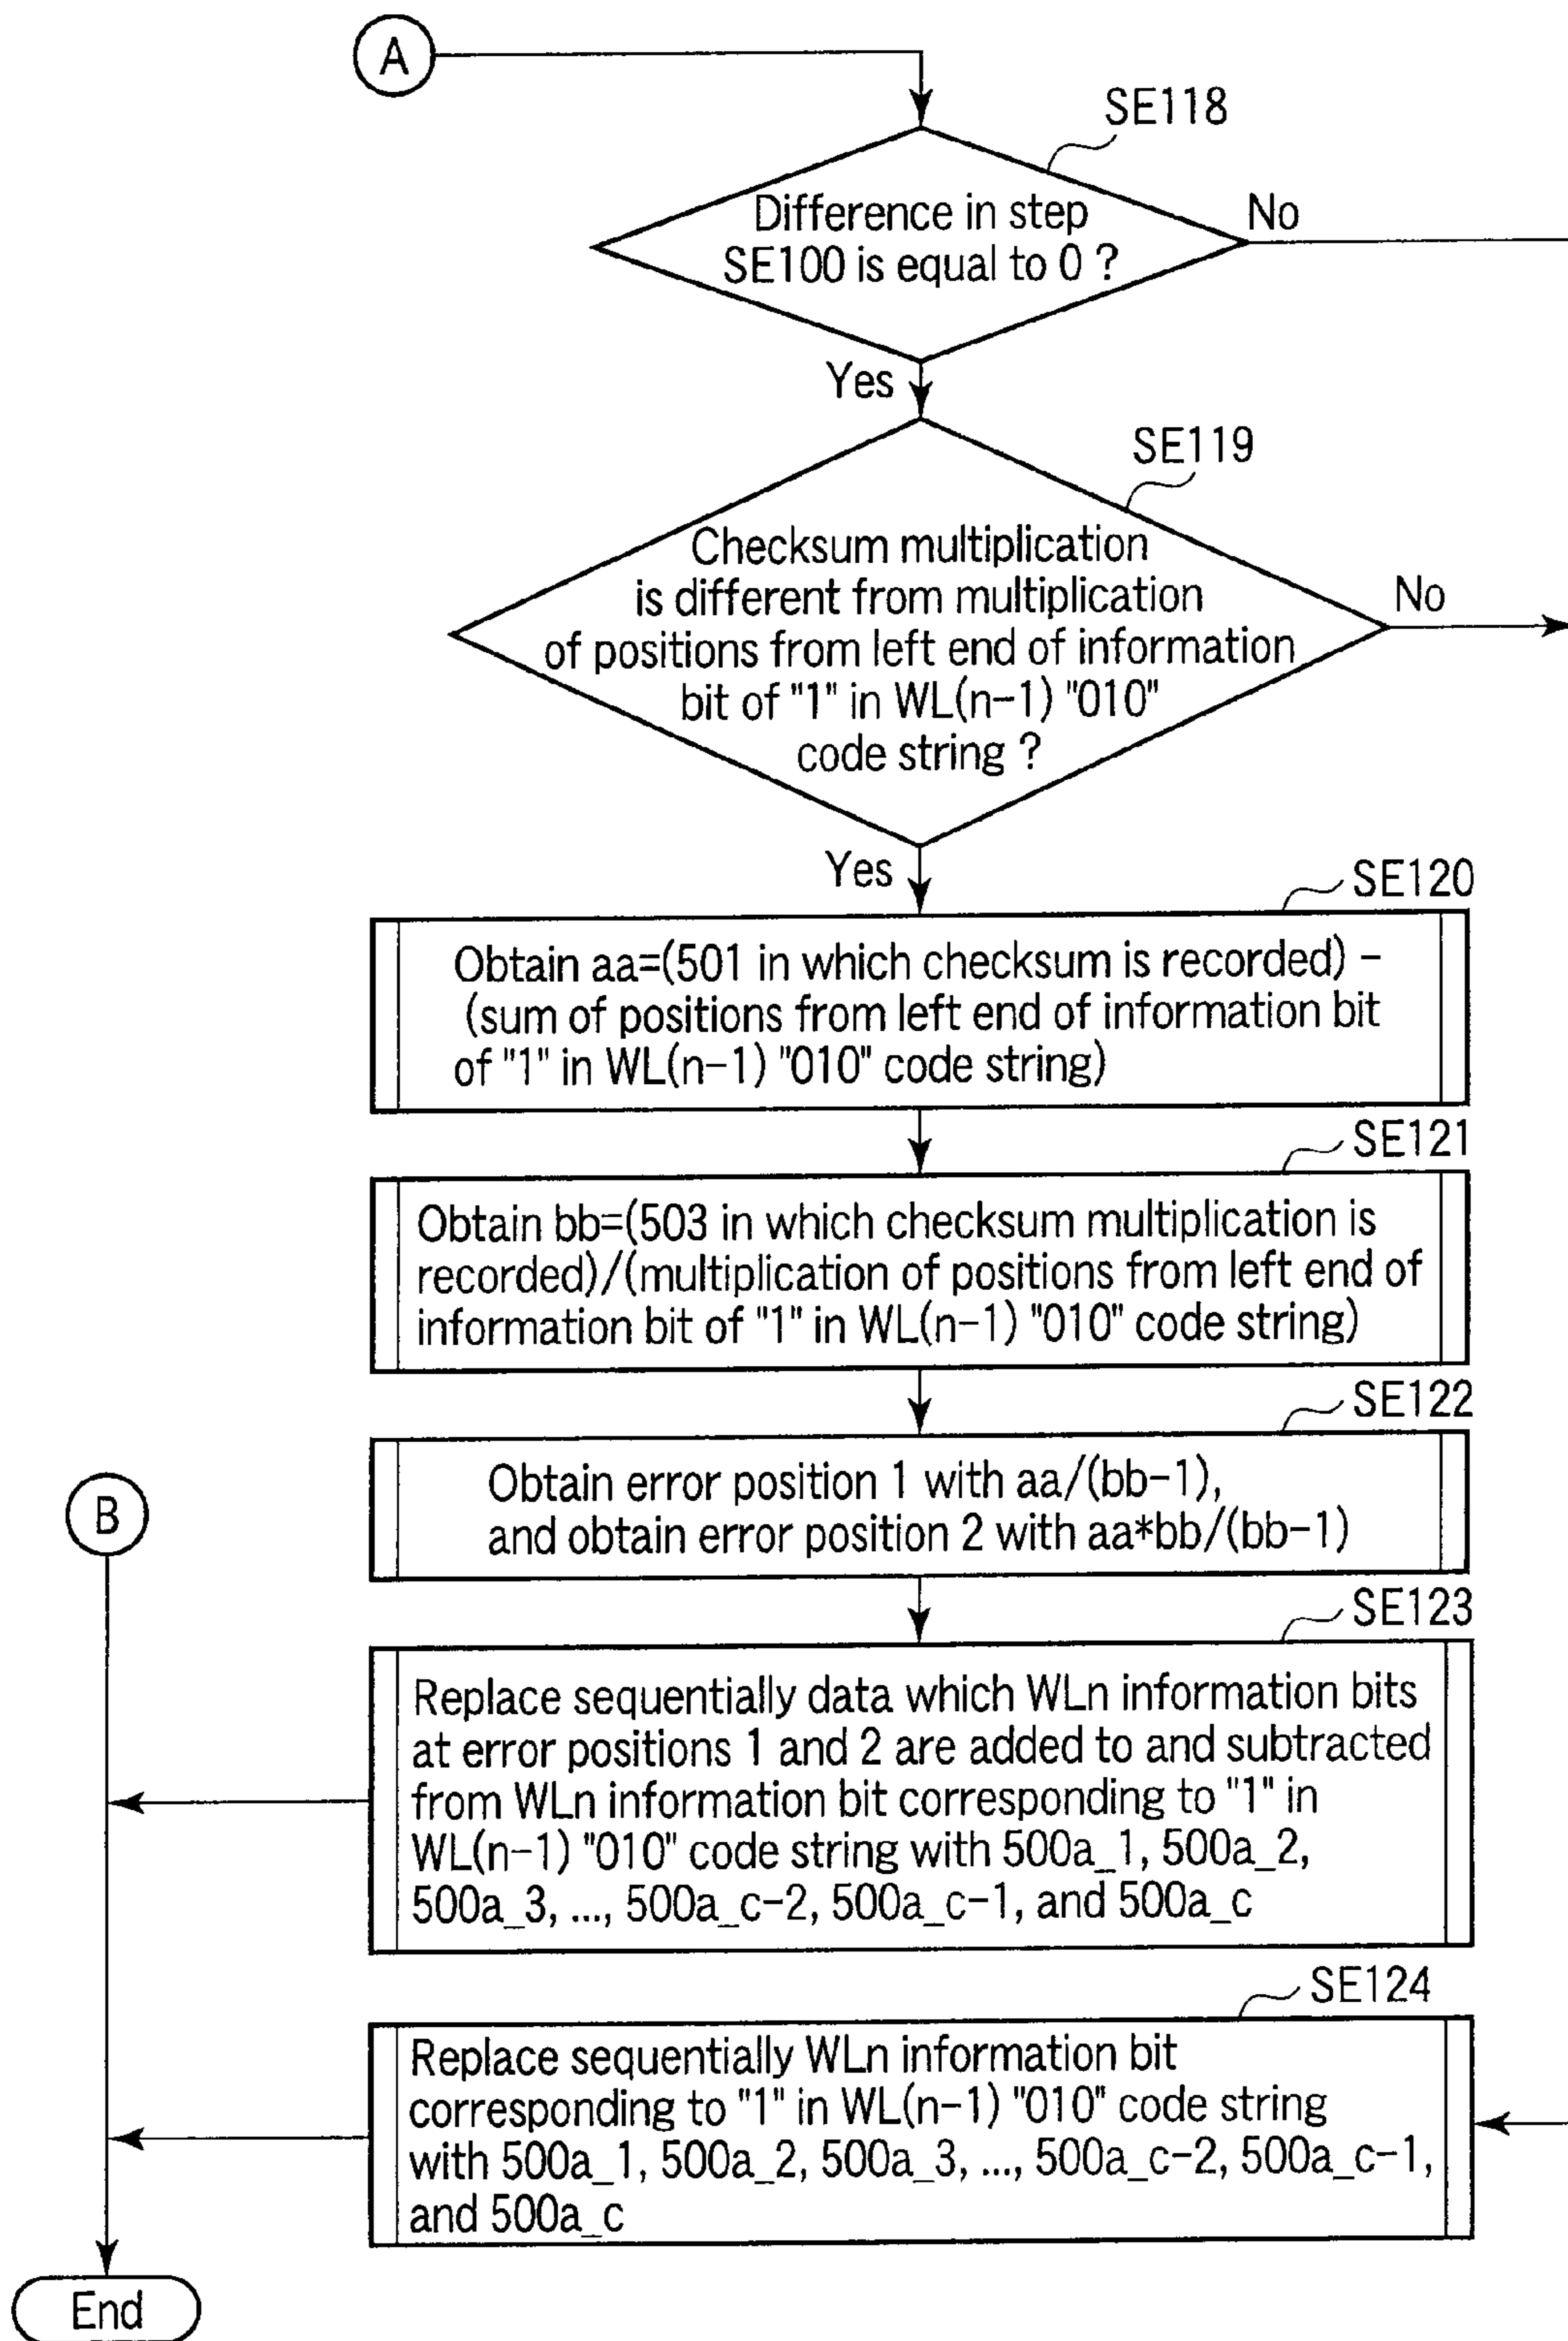 A
SE118
Difference in step
SE100 is equal to 0 ?
No
Yes
SE119
Checksum multiplication
is different from multiplication
of positions from left end of information
bit of "1" in WL(n-1) "010"
code string ?
No
Yes
SE120
Obtain aa=(501 in which checksum is recorded) -
(sum of positions from left end of information bit
of "1" in WL(n-1) "010" code string)
SE121
Obtain bb=(503 in which checksum multiplication is
recorded)/(multiplication of positions from left end of
information bit of "1" in WL(n-1) "010" code string)
SE122
Obtain error position 1 with aa/(bb-1),
and obtain error position 2 with aa*bb/(bb-1)
B
SE123
Replace sequentially data which WLn information bits
at error positions 1 and 2 are added to and subtracted
from WLn information bit corresponding to "1" in
WL(n-1) "010" code string with 500a_1, 500a_2,
500a_3, ..., 500a_c-2, 500a_c-1, and 500a_c
SE124
Replace sequentially WLn information bit
corresponding to "1" in WL(n-1) "010" code string
with 500a_1, 500a_2, 500a_3, ..., 500a_c-2, 500a_c-1,
and 500a_c
End